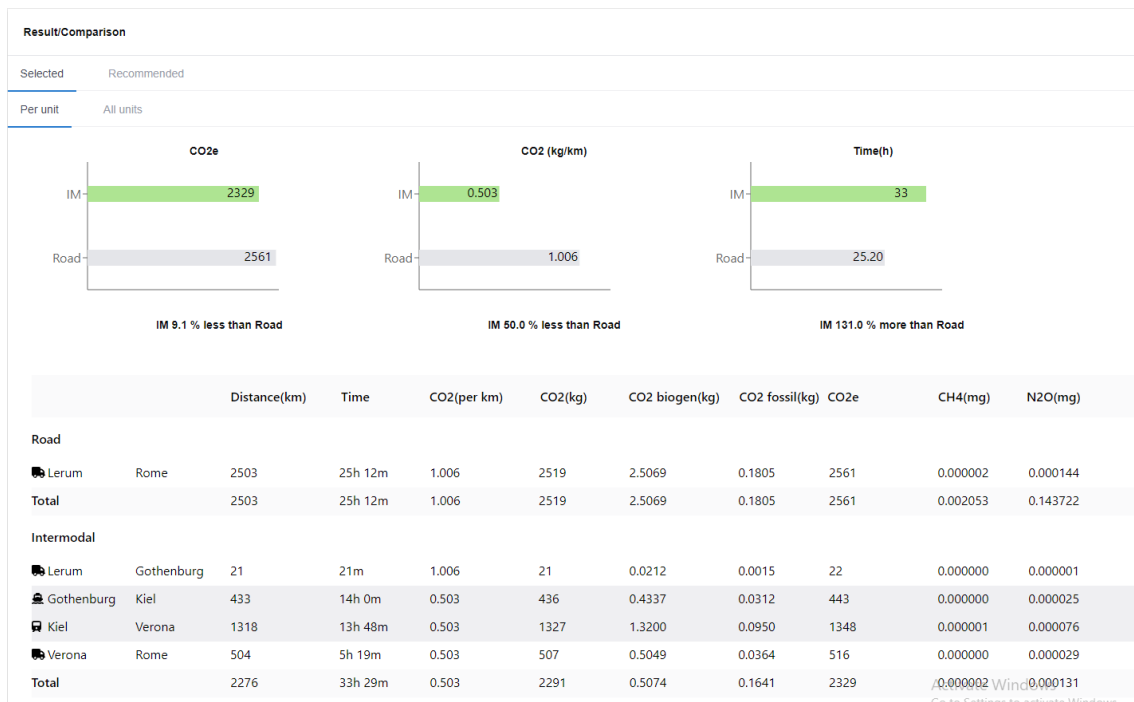 Result/Comparison
Selected Recommended
Per unit All units
CO2e CO2 (kg/km) Time(h)
IM 2329 IM 0.503 IM 33
Road 2561 Road 1.006 Road 25.20
IM 9.1 % less than Road IM 50.0 % less than Road IM 131.0 % more than Road
Distance(km) Time CO2(per km) CO2(kg) CO2 biogen(kg) CO2 fossil(kg) CO2e CH4(mg) N2O(mg)
Road
Lerum Rome 2503 25h 12m 1.006 2519 2.5069 0.1805 2561 0.000002 0.000144
Total 2503 25h 12m 1.006 2519 2.5069 0.1805 2561 0.002053 0.143722
Intermodal
Lerum Gothenburg 21 21m 1.006 21 0.0212 0.0015 22 0.000000 0.000001
Gothenburg Kiel 433 14h 0m 0.503 436 0.4337 0.0312 443 0.000000 0.000025
Kiel Verona 1318 13h 48m 0.503 1327 1.3200 0.0950 1348 0.000001 0.000076
Verona Rome 504 5h 19m 0.503 507 0.5049 0.0364 516 0.000000 0.000029
Total 2276 33h 29m 0.503 2291 0.5074 0.1641 2329 0.000002 0.000131
Activate Windows
Go to Settings to activate Windows